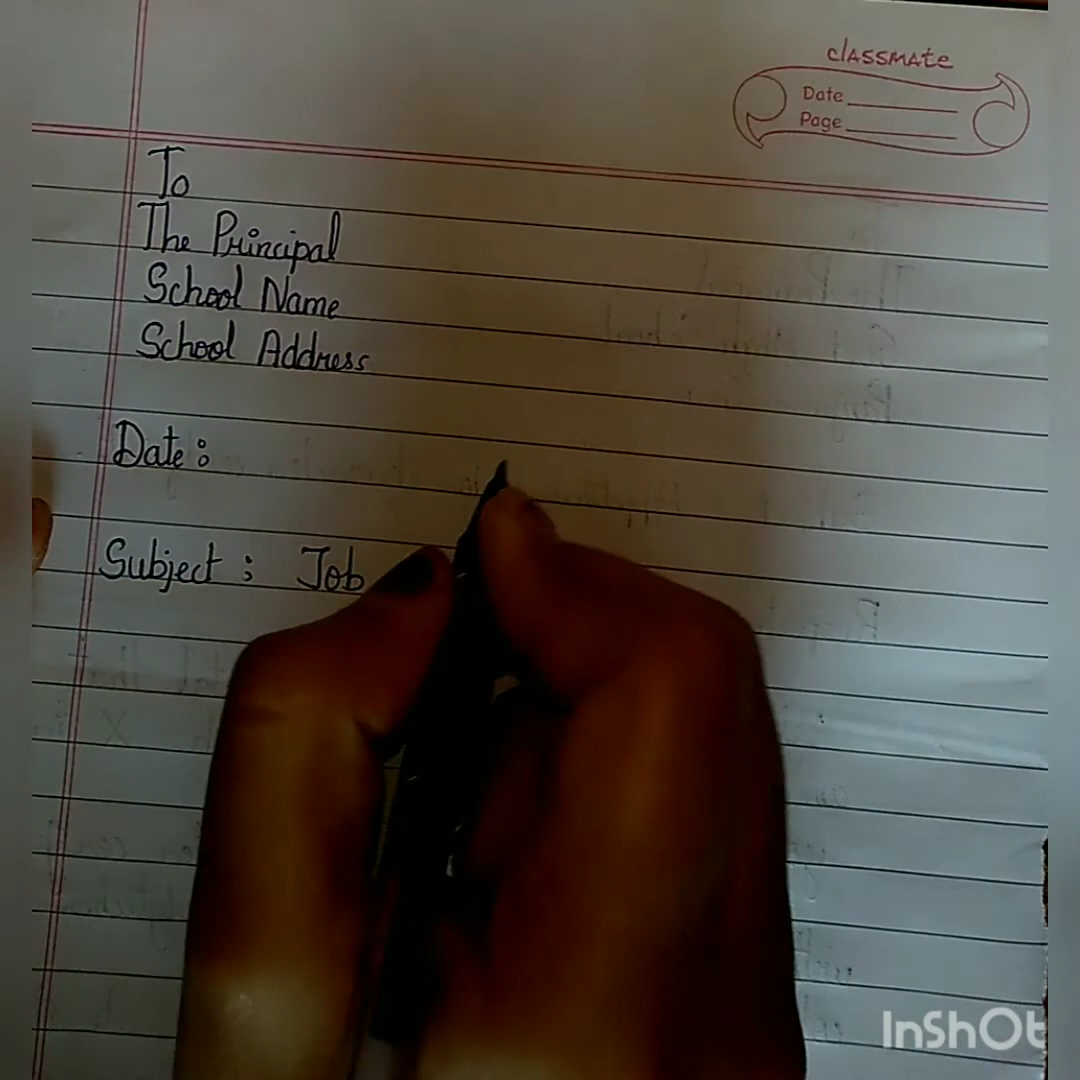 classmate
Date
Page
To
The Principal
School Name
School Address
Date :
Subject : Job
InShOt